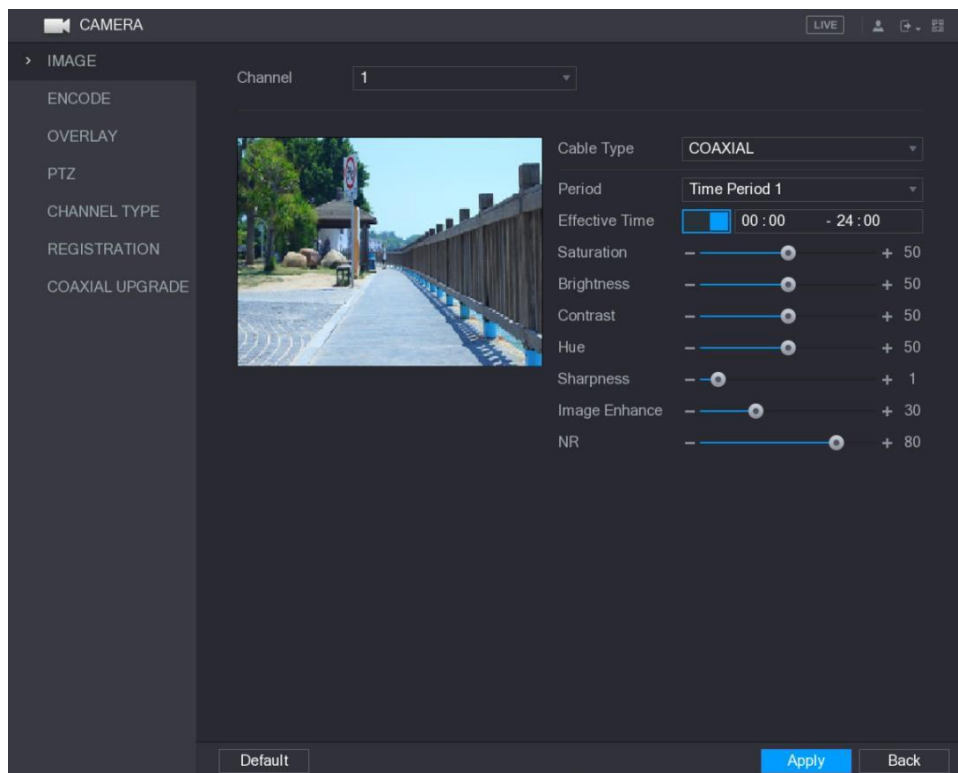 CAMERA LIVE
IMAGE
Channel 1
ENCODE
OVERLAY
PTZ
CHANNEL TYPE
REGISTRATION
COAXIAL UPGRADE
Cable Type COAXIAL
Period Time Period 1
Effective Time 00 : 00 - 24 : 00
Saturation - + 50
Brightness - + 50
Contrast - + 50
Hue - + 50
Sharpness - + 1
Image Enhance - + 30
NR - + 80
Default Apply Back